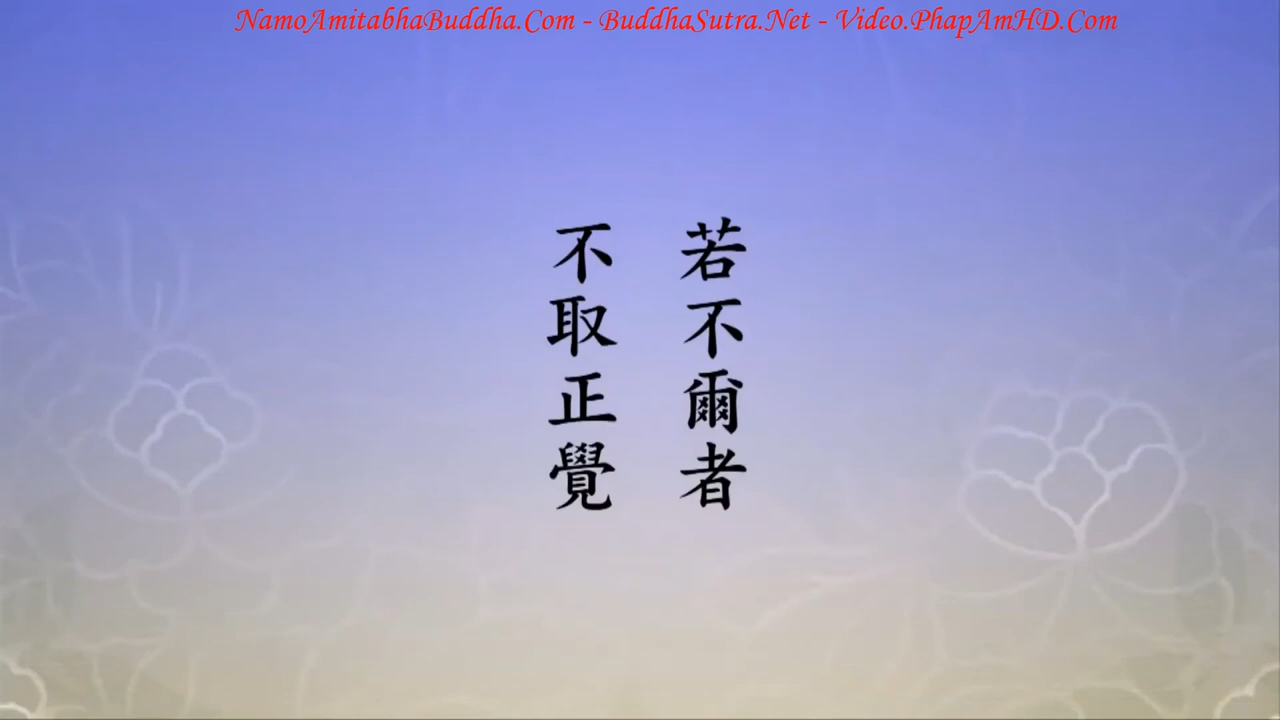 NamoAmitabhaBuddha.Com - BuddhaSutra.Net - Video.PhapAmHD.Com
若不爾者
不取正覺